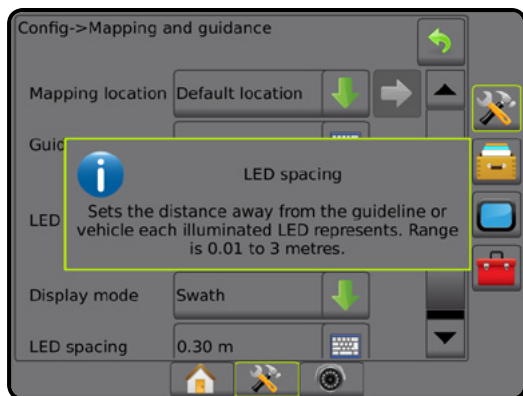 Config->Mapping and guidance
Mapping location Default location
Guid
LED spacing
Sets the distance away from the guideline or
vehicle each illuminated LED represents. Range
is 0.01 to 3 metres.
LED
Display mode Swath
LED spacing 0.30 m